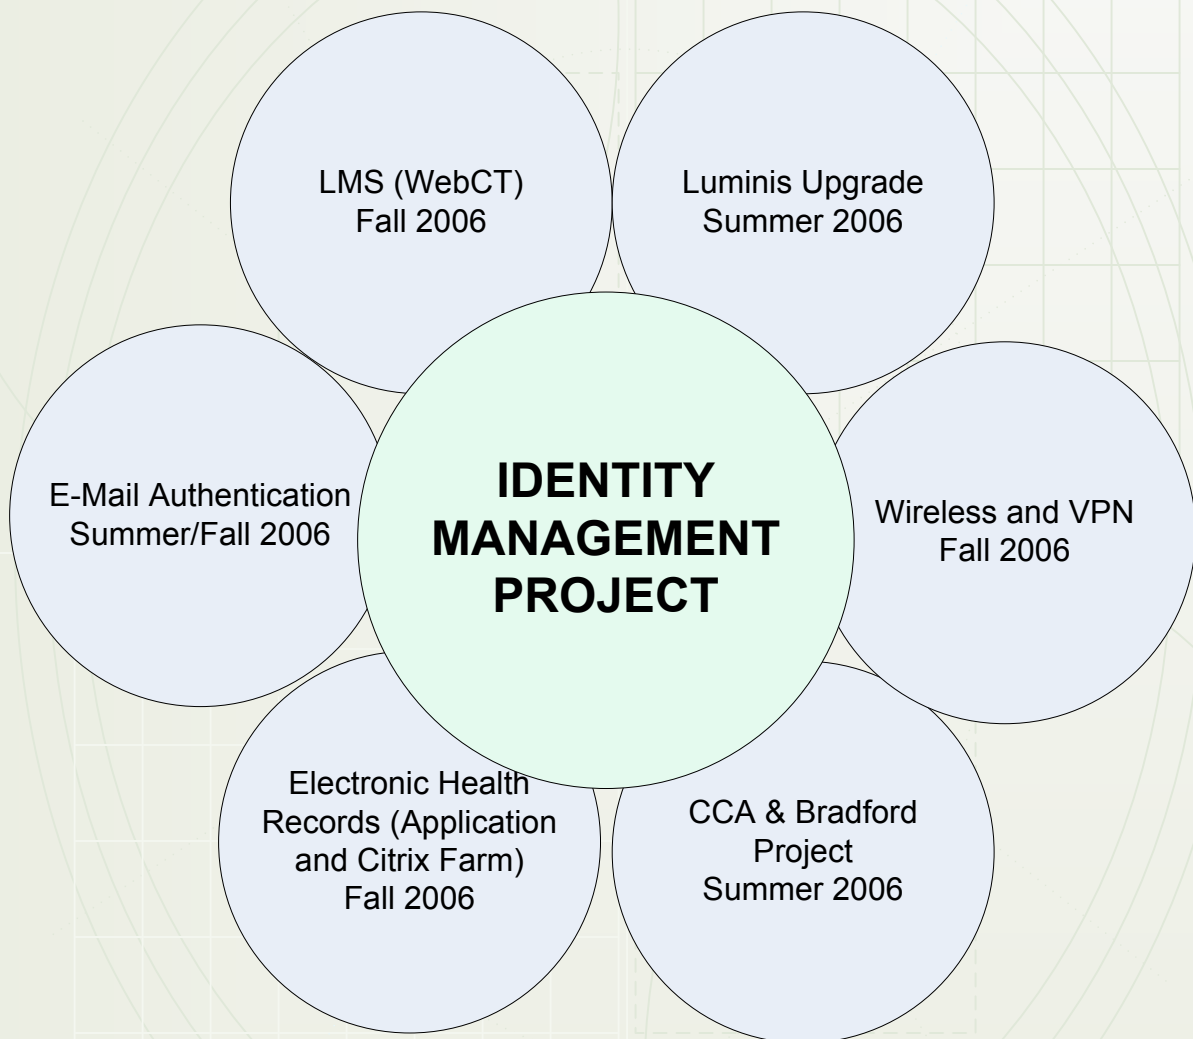 LMS (WebCT)
Fall 2006
Luminis Upgrade
Summer 2006
E-Mail Authentication
Summer/Fall 2006
IDENTITY
MANAGEMENT
PROJECT
Wireless and VPN
Fall 2006
Electronic Health
Records (Application
and Citrix Farm)
Fall 2006
CCA & Bradford
Project
Summer 2006